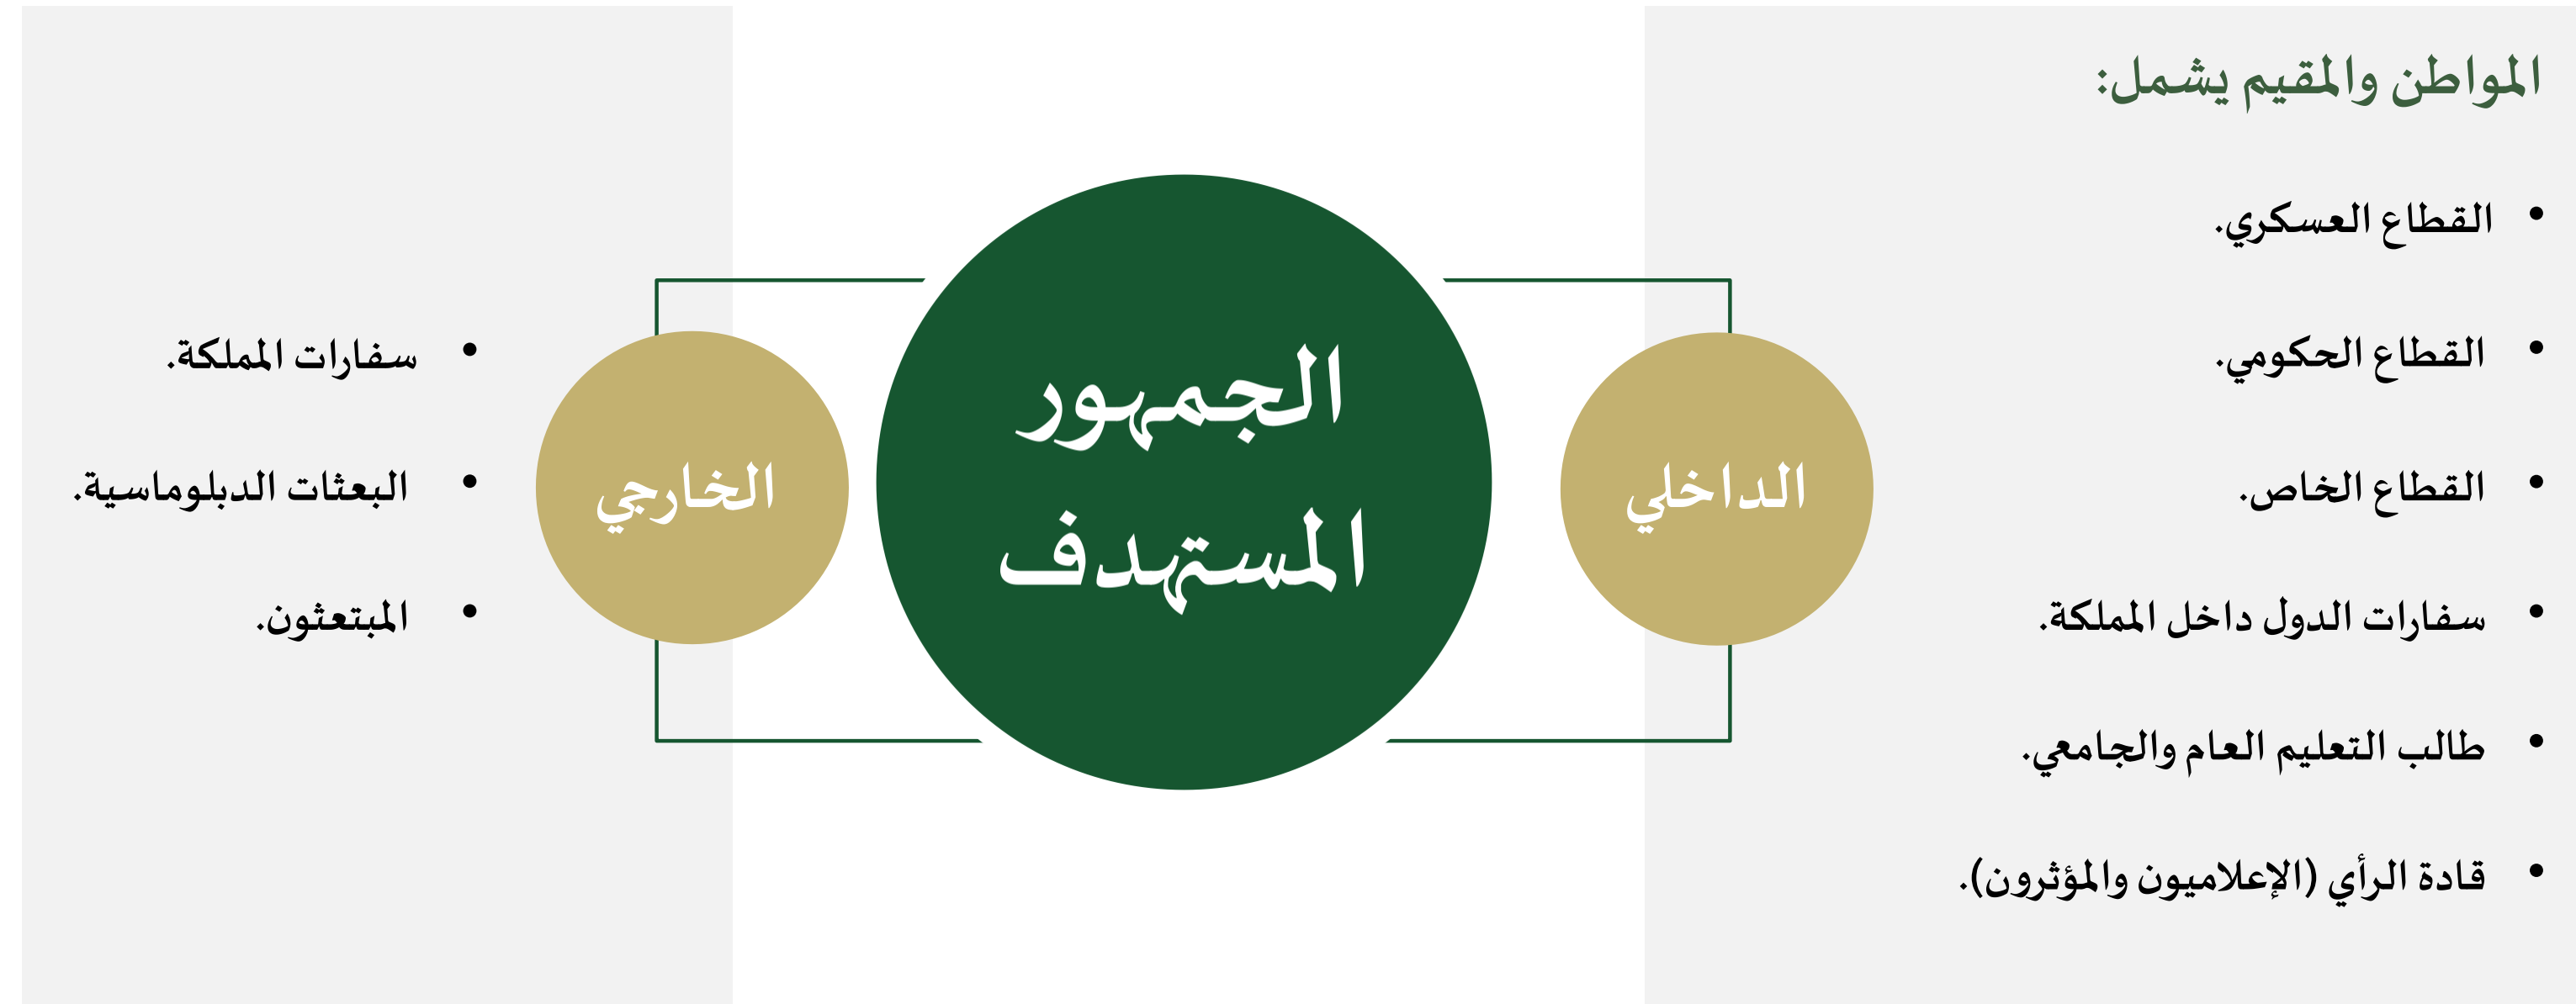 المواطن والمقيم يشمل:
• القطاع العسكري.
• القطاع الحكومي.
• القطاع الخاص.
• سفارات الدول داخل المملكة.
• طالب التعليم العام والجامعي.
• قادة الرأي (الإعلاميون والمؤثرون).
الداخلي
الجمهور
المستهدف
الخارجي
• سفارات المملكة.
• البعثات الدبلوماسية.
• المبتعثون.